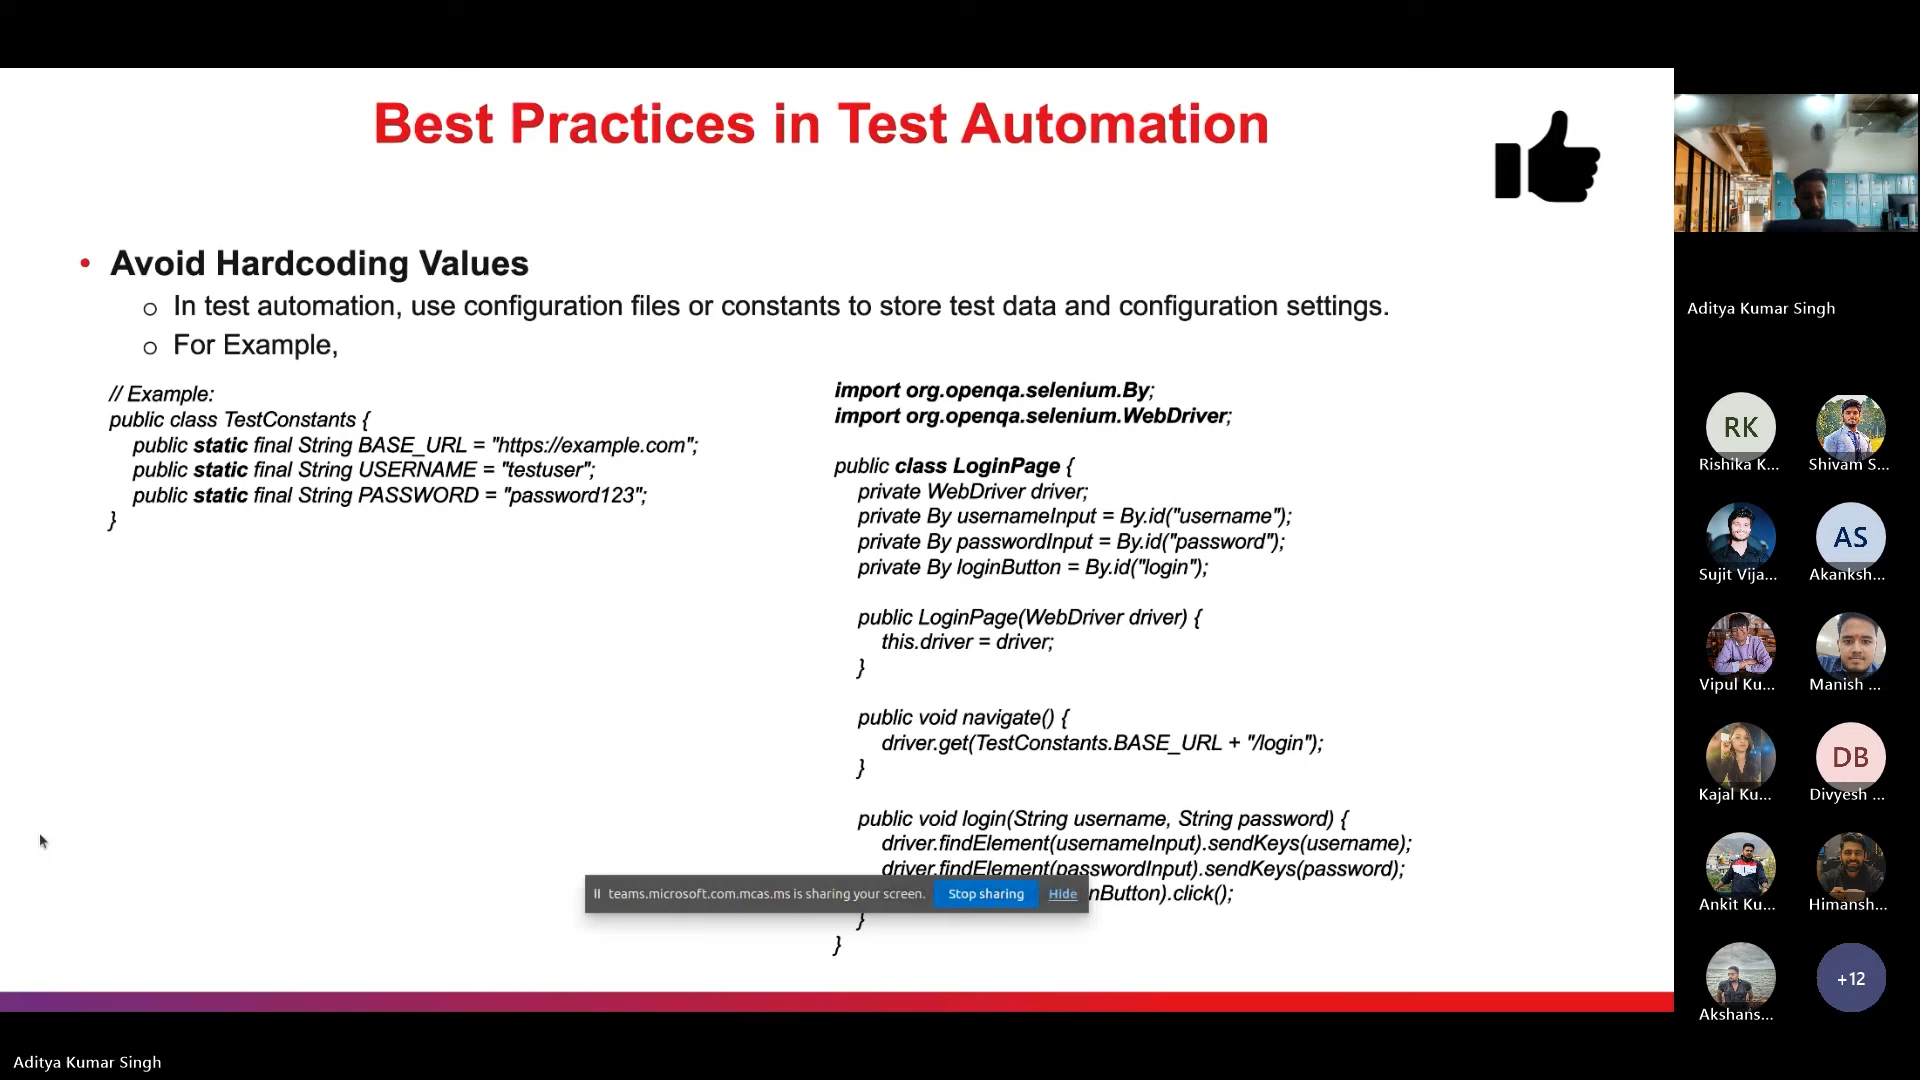 Best Practices in Test Automation
• Avoid Hardcoding Values
o In test automation, use configuration files or constants to store test data and configuration settings.
o For Example,
// Example:
public class TestConstants {
public static final String BASE_URL = "https://example.com";
public static final String USERNAME = "testuser";
public static final String PASSWORD = "password123";
}
import org.openqa.selenium.By;
import org.openqa.selenium.WebDriver;
public class LoginPage {
private WebDriver driver;
private By usernameInput = By.id("username");
private By passwordInput = By.id("password");
private By loginButton = By.id("login");
public LoginPage(WebDriver driver) {
this.driver = driver;
}
public void navigate() {
driver.get(TestConstants.BASE_URL + "/login");
}
public void login(String username, String password) {
driver.findElement(usernameInput).sendKeys(username);
driver.findElement(passwordInput).sendKeys(password);
nButton).click();
}
}
teams.microsoft.com.mcas.ms is sharing your screen. Stop sharing Hide
Aditya Kumar Singh
RK
Rishika K... Shivam S...
AS
Sujit Vija... Akanksh...
Vipul Ku... Manish ...
DB
Kajal Ku... Divyesh ...
Ankit Ku... Himansh...
+12
Akshans...
Aditya Kumar Singh